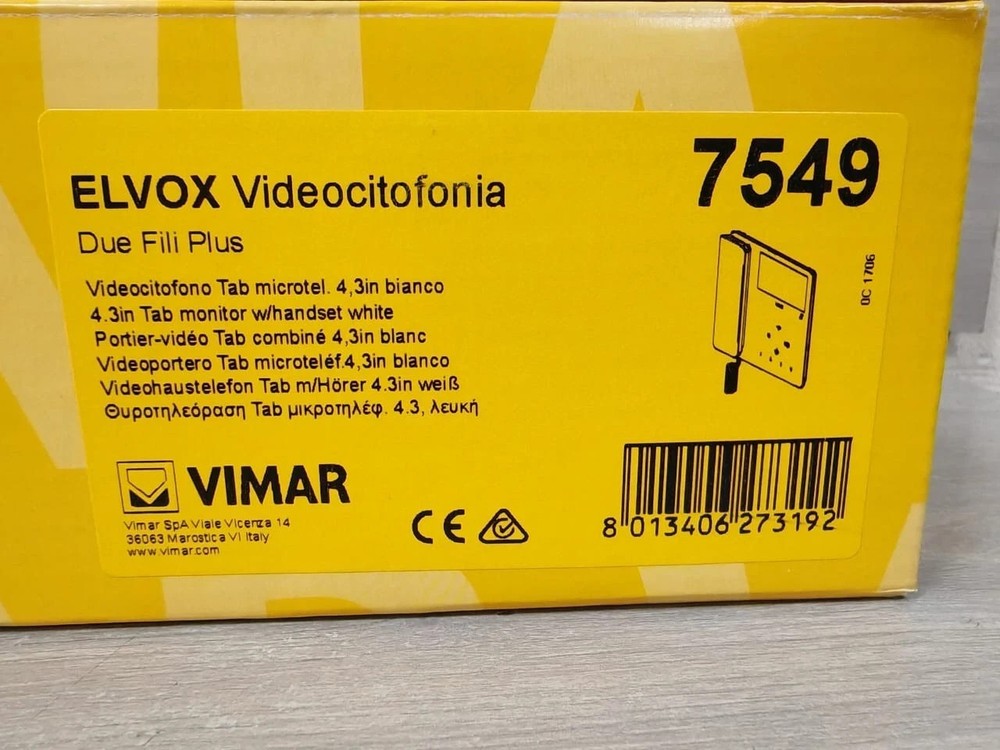 ELVOX Videocitofonia
7549
Due Fili Plus
Videocitofono Tab microtel. 4,3in bianco
4.3in Tab monitor w/handset white
Portier-vidéo Tab combiné 4,3in blanc
Videoportero Tab microteléf.4,3in blanco
Videohaustelefon Tab m/Hörer 4.3in weiß
Θυροτηλεόραση Tab μικροτηλέφ. 4.3, λευκή
0C 1706
VIMAR
Vimar SpA Viale Vicenza 14
36063 Marostica VI Italy
www.vimar.com
CE
8 013406 273192